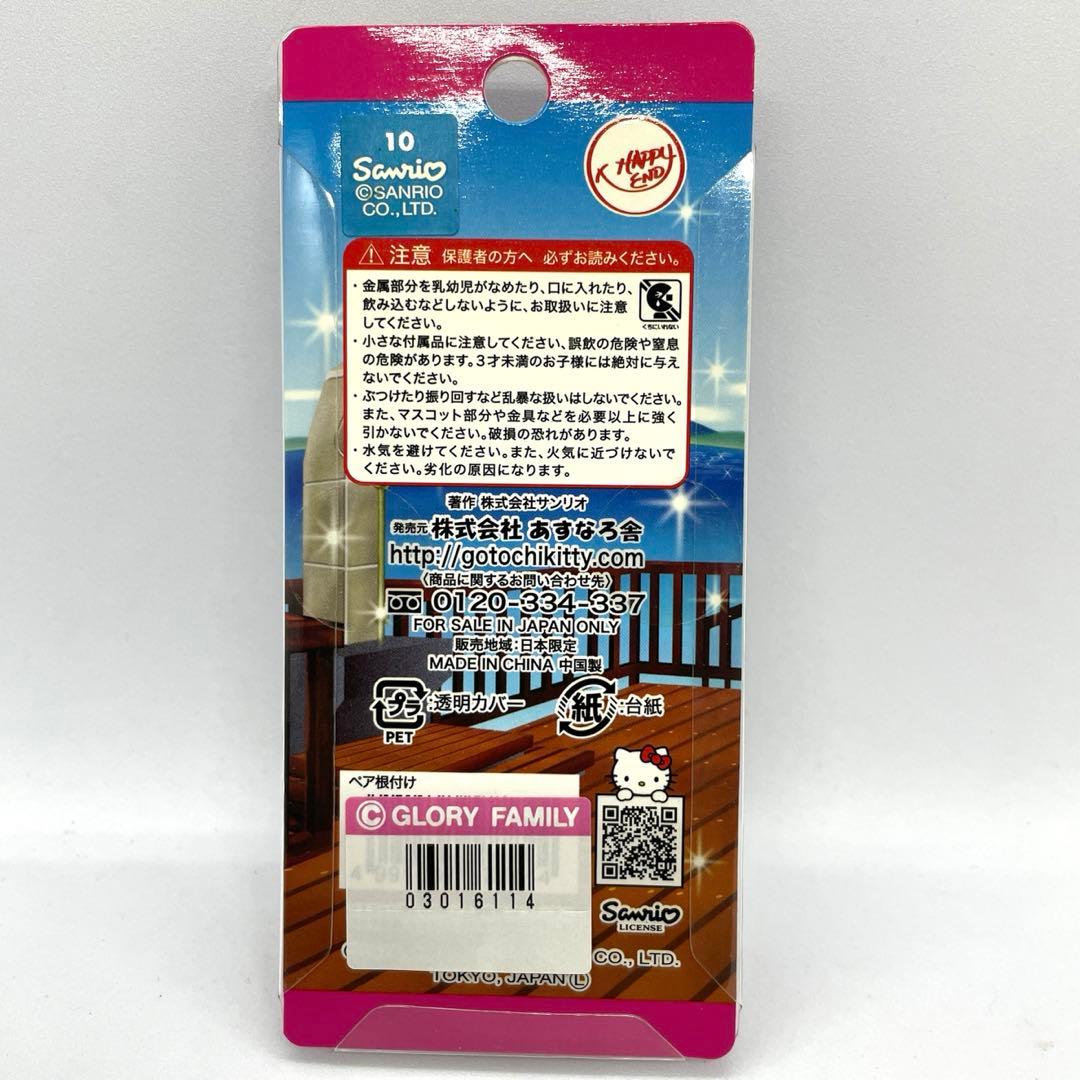 10
Sanrio
©SANRIO
CO.,LTD.
K HAPPY
END
⚠ 注意 保護者の方へ 必ずお読みください。
・金属部分を乳幼児がなめたり、口に入れたり、
飲み込むなどしないように、お取扱いに注意
してください。
くちにいれない
・小さな付属品に注意してください、誤飲の危険や窒息
の危険があります。3才未満のお子様には絶対に与え
ないでください。
・ぶつけたり振り回すなど乱暴な扱いはしないでください。
また、マスコット部分や金具などを必要以上に強く
引かないでください。破損の恐れがあります。
・水気を避けてください。また、火気に近づけないで
ください。劣化の原因になります。
著作 株式会社サンリオ
発売元 株式会社 あすなろ舎
http://gotochikitty.com
〈商品に関するお問い合わせ先〉
0120-334-337
FOR SALE IN JAPAN ONLY
販売地域:日本限定
MADE IN CHINA 中国製
プラ:透明カバー
PET
紙:台紙
ペア根付け
© GLORY FAMILY
03016114
Sanrio
LICENSE
CO., LTD.
TOKYO, JAPAN Ⓛ